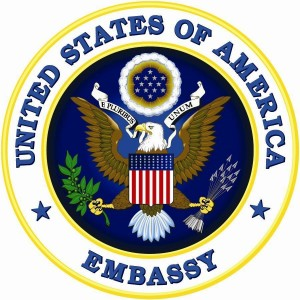 UNITED STATES OF AMERICA
E PLURIBUS UNUM
EMBASSY